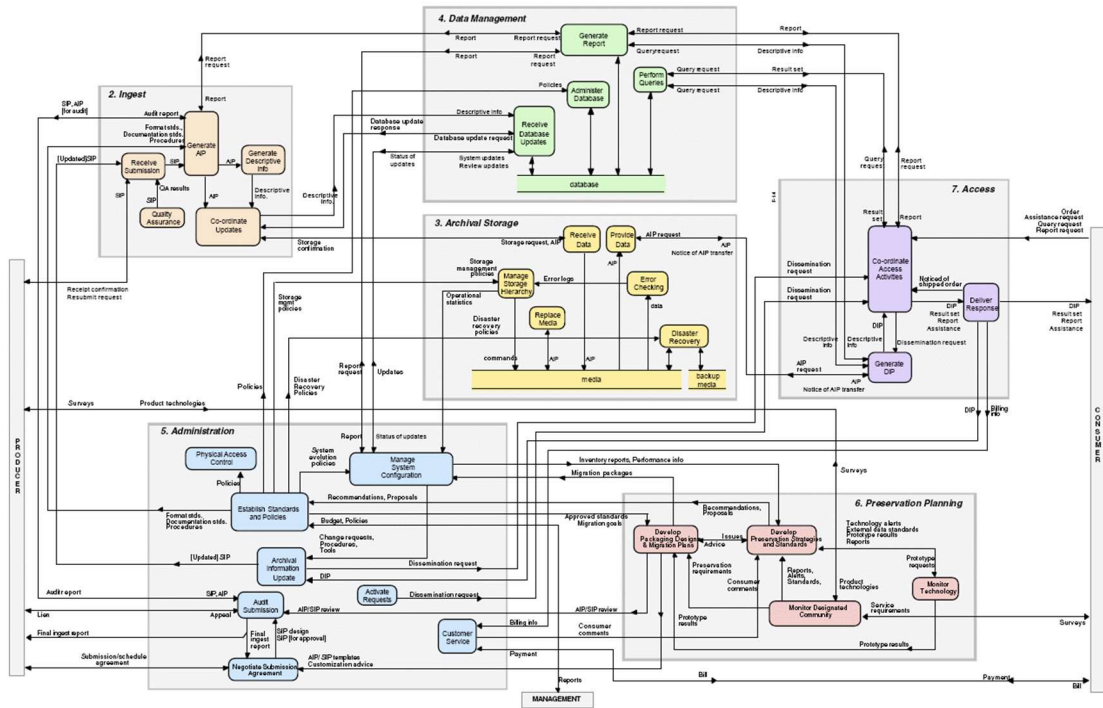 4. Data Management
Generate
Report
Report
Report request
Report request
Report
Report
Report
request
Query request
Descriptive info
Report
request
Report
Policies
Administer
Database
Perform
Queries
Query request
Result set
Query request
Descriptive info
Descriptive info
Database update
response
Database update request
Receive
Database
Updates
Status of
updates
System updates
Review updates
database
2. Ingest
SIP, AIP
[for audit]
Audit report
Format stds.,
Documentation stds.
Procedures
Generate
AIP
Generate
Descriptive
Info
[Updated]SIP
Receive
Submission
SIP
AIP
SIP
QA results
SIP
AIP
Descriptive
Info.
Descriptive
Info.
Quality
Assurance
Co-ordinate
Updates
Storage
confirmation
Receipt confirmation
Resubmit request
3. Archival Storage
Storage request, AIP
Receive
Data
Provide
Data
AIP request
AIP
Notice of AIP transfer
Storage
management
policies
Manage
Storage
Hierarchy
Error logs
AIP
Error
Checking
Operational
statistics
data
Disaster
recovery
policies
Replace
Media
Disaster
Recovery
commands
AIP
AIP
media
backup
media
Storage
mgmt
policies
Policies
Disaster
Recovery
Policies
Report
request
Updates
7. Access
Query
request
Report
request
Result
set
Report
Order
Assistance request
Query request
Report request
Dissemination
request
Co-ordinate
Access
Activities
Dissemination
request
Noticed of
shipped order
Deliver
Response
DIP
Result set
Report
Assistance
DIP
Result set
Report
Assistance
DIP
Descriptive
Info
Descriptive
Info
Dissemination request
AIP
request
Generate
DIP
AIP
Notice of AIP transfer
DIP
Billing
info
Surveys
Product technologies
PRODUCER
CONSUMER
5. Administration
Report
Status of updates
Physical Access
Control
System
evolution
policies
Manage
System
Configuration
Inventory reports, Performance info
Migration packages
Surveys
Policies
Recommendations, Proposals
Establish Standards
and Policies
Format stds.,
Documentation stds.
Procedures
Budget, Policies
Change requests,
Procedures,
Tools
[Updated] SIP
Archival
Information
Update
Dissemination request
DIP
Activate
Requests
Dissemination request
Audit report
SIP, AIP
Audit
Submission
AIP/SIP review
AIP/SIP review
Lien
Appeal
Final ingest report
Final
ingest
report
SIP design
SIP [for approval]
Customer
Service
Billing info
Consumer
comments
Submission/schedule
agreement
Negotiate Submission
Agreement
AIP/ SIP templates
Customization advice
Payment
Reports
Bill
Payment
Bill
MANAGEMENT
6. Preservation Planning
Approved standards
Migration goals
Recommendations,
Proposals
Technology alerts
External data standards
Prototype results
Reports
Develop
Packaging Designs
& Migration Plans
Issues
Advice
Develop
Preservation Strategies
and Standards
Prototype
requests
Preservation
requirements
Consumer
comments
Reports,
Alerts,
Standards,
Product
technologies
Monitor
Technology
Monitor Designated
Community
Service
requirements
Prototype
results
Prototype results
Surveys